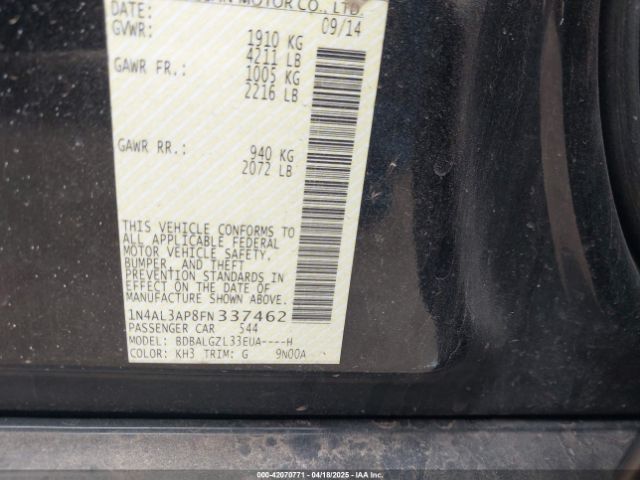 MOTOR CO., LTD.
DATE: 09/14
GVWR: 1910 KG
4211 LB
GAWR FR.: 1005 KG
2216 LB
GAWR RR.: 940 KG
2072 LB
THIS VEHICLE CONFORMS TO
ALL APPLICABLE FEDERAL
MOTOR VEHICLE SAFETY,
BUMPER, AND THEFT
PREVENTION STANDARDS IN
EFFECT ON THE DATE OF
MANUFACTURE SHOWN ABOVE.
1N4AL3AP8FN337462
PASSENGER CAR 544
MODEL: BDBALGZL33EUA----H
COLOR: KH3 TRIM: G 9N00A
000-42070771 - 04/18/2025 - IAA INC.